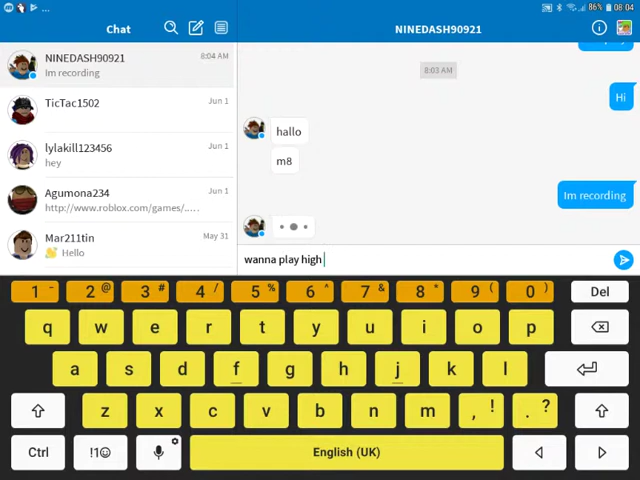 86% 08:04
Chat
NINEDASH90921
NINEDASH90921 8:04 AM
Im recording
TicTac1502 Jun 1
lylakill123456 Jun 1
hey
Agumona234 Jun 1
http://www.roblox.com/games/.....
Mar211tin May 31
👋 Hello
8:03 AM
Hi
hallo
m8
Im recording
wanna play high
1 - 2 @ 3 # 4 / 5 % 6 ^ 7 & 8 * 9 ( 0 ) Del
q w e r t y u i o p
a s d f g h j k l
z x c v b n m , ! . ?
Ctrl !1☺ English (UK)